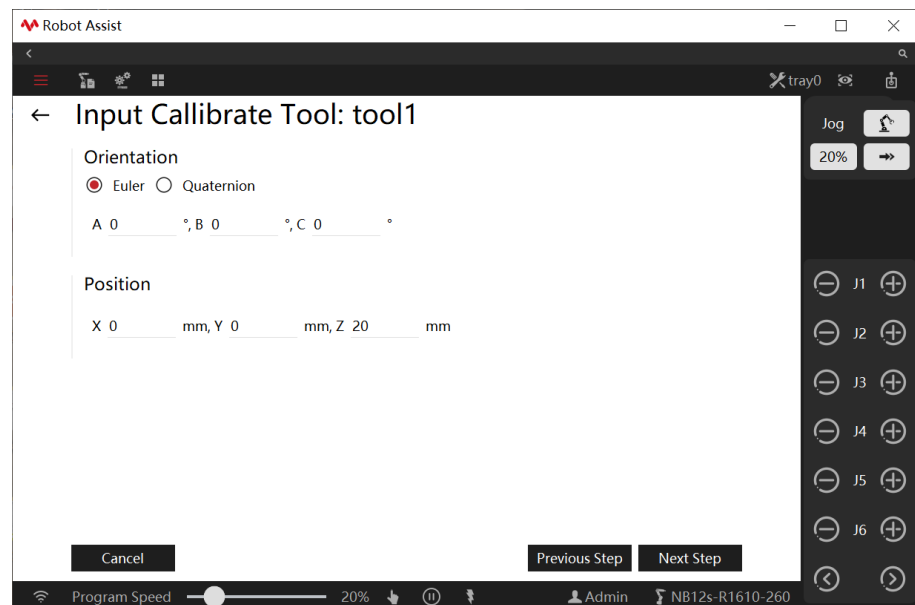 Robot Assist
tray0
Input Callibrate Tool: tool1
Orientation
Euler Quaternion
A 0 °, B 0 °, C 0 °
Position
X 0 mm, Y 0 mm, Z 20 mm
Cancel Previous Step Next Step
Jog
20%
J1
J2
J3
J4
J5
J6
Program Speed 20% Admin NB12s-R1610-260